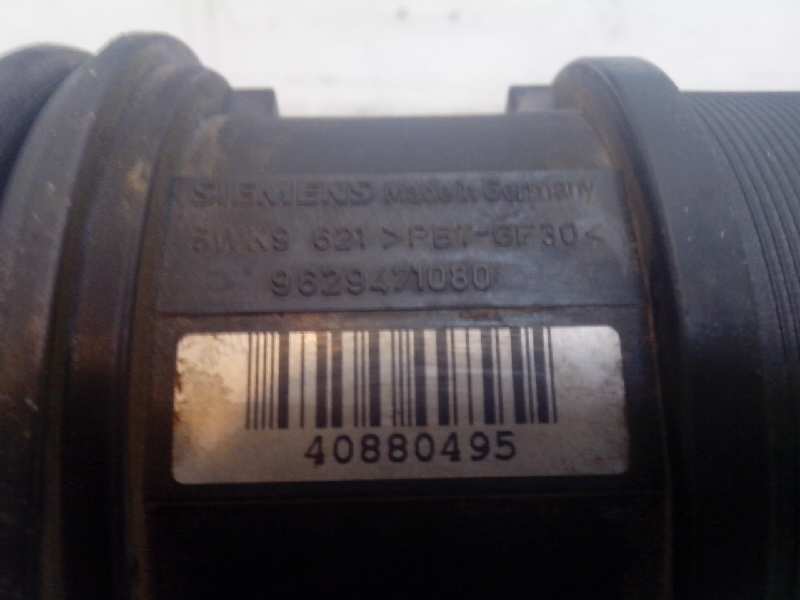 SIEMENS Made in Germany
5WK9 621 >PBT-GF30<
9629471080
40880495